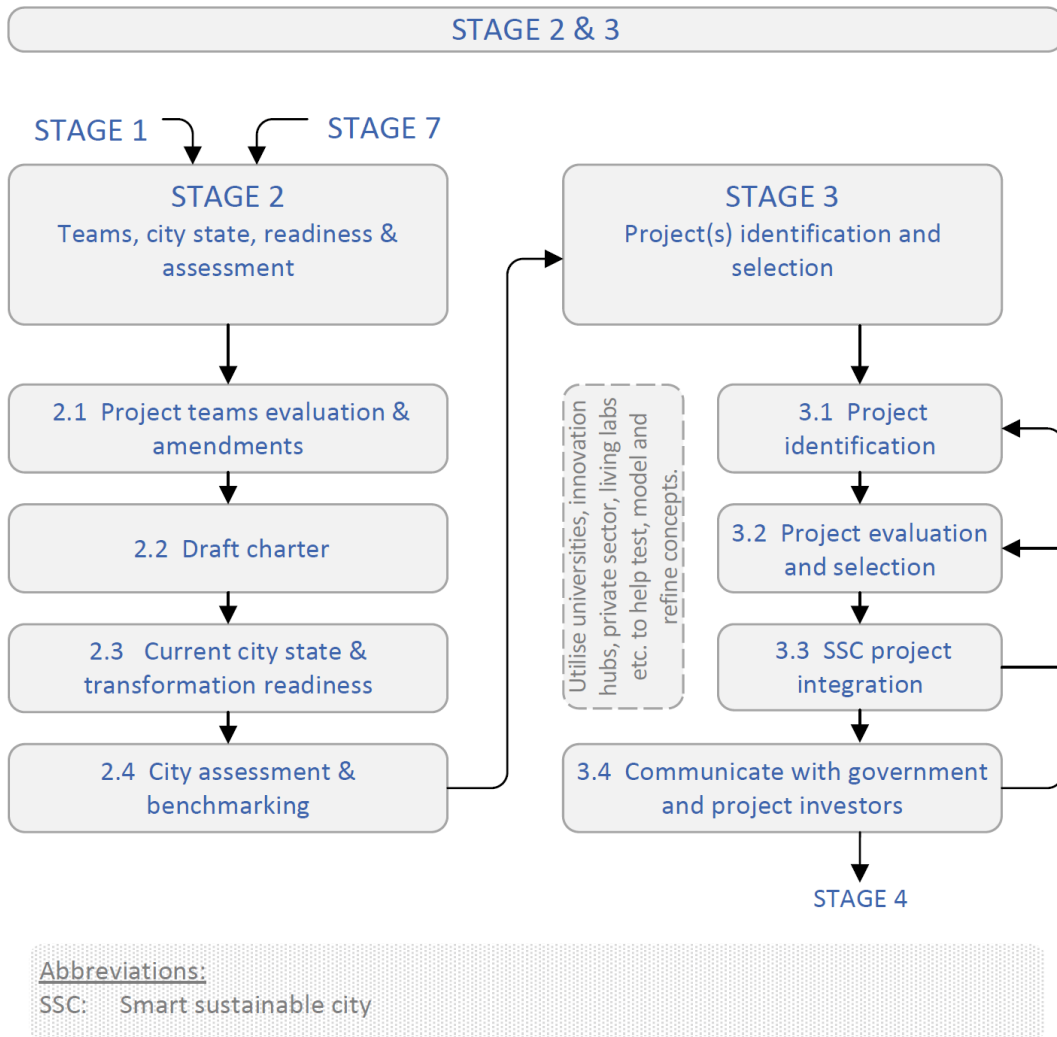 STAGE 2 & 3
STAGE 1
STAGE 7
STAGE 2
Teams, city state, readiness &
assessment
2.1 Project teams evaluation &
amendments
2.2 Draft charter
2.3 Current city state &
transformation readiness
2.4 City assessment &
benchmarking
STAGE 3
Project(s) identification and
selection
Utilise universities, innovation
hubs, private sector, living labs
etc. to help test, model and
refine concepts.
3.1 Project
identification
3.2 Project evaluation
and selection
3.3 SSC project
integration
3.4 Communicate with government
and project investors
STAGE 4
Abbreviations:
SSC: Smart sustainable city